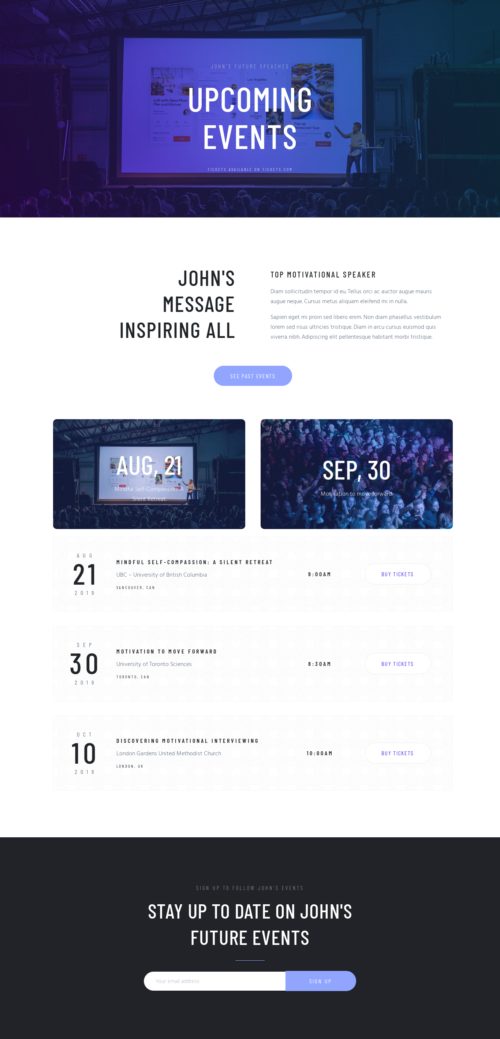 JOHN'S FUTURE SPEECHES
UPCOMING
EVENTS
TICKETS AVAILABLE ON TICKETS.COM
JOHN'S
MESSAGE
INSPIRING ALL
TOP MOTIVATIONAL SPEAKER
Diam sollicitudin tempor id eu. Tellus orci ac auctor augue mauris
augue neque. Cursus metus aliquam eleifend mi in nulla.
Sapien eget mi proin sed libero enim. Non diam phasellus vestibulum
lorem sed risus ultricies tristique. Diam in arcu cursus euismod quis
viverra nibh. Adipiscing elit pellentesque habitant morbi tristique.
SEE PAST EVENTS
AUG, 21
Mindful Self-Compassion: A
Silent Retreat
SEP, 30
Motivation to move forward
AUG
21
2019
MINDFUL SELF-COMPASSION: A SILENT RETREAT
UBC – University of British Columbia
VANCOUVER, CAN
9:00AM
BUY TICKETS
SEP
30
2019
MOTIVATION TO MOVE FORWARD
University of Toronto Sciences
TORONTO, CAN
8:30AM
BUY TICKETS
OCT
10
2019
DISCOVERING MOTIVATIONAL INTERVIEWING
London Gardens United Methodist Church
LONDON, UK
10:00AM
BUY TICKETS
SIGN UP TO FOLLOW JOHN'S EVENTS
STAY UP TO DATE ON JOHN'S
FUTURE EVENTS
Your email address
SIGN UP